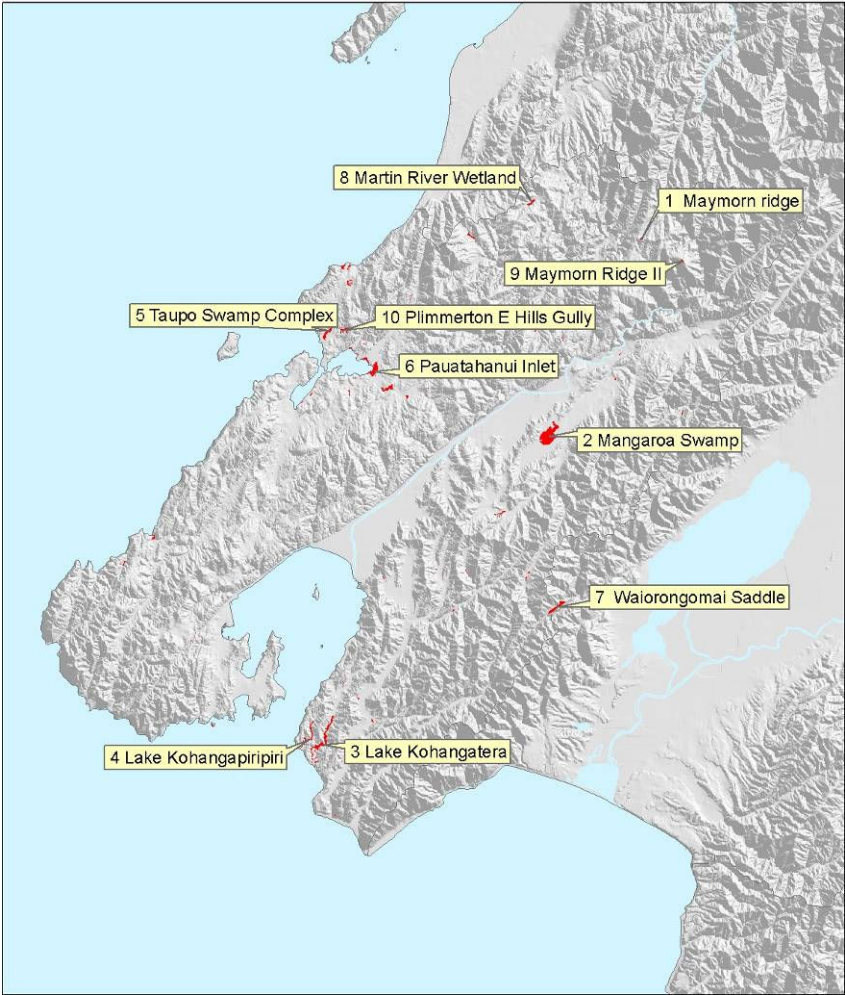 8 Martin River Wetland
1 Maymorn ridge
9 Maymorn Ridge II
5 Taupo Swamp Complex
10 Plimmerton E Hills Gully
6 Pauatahanui Inlet
2 Mangaroa Swamp
7 Waiorongomai Saddle
4 Lake Kohangapiripiri
3 Lake Kohangatera